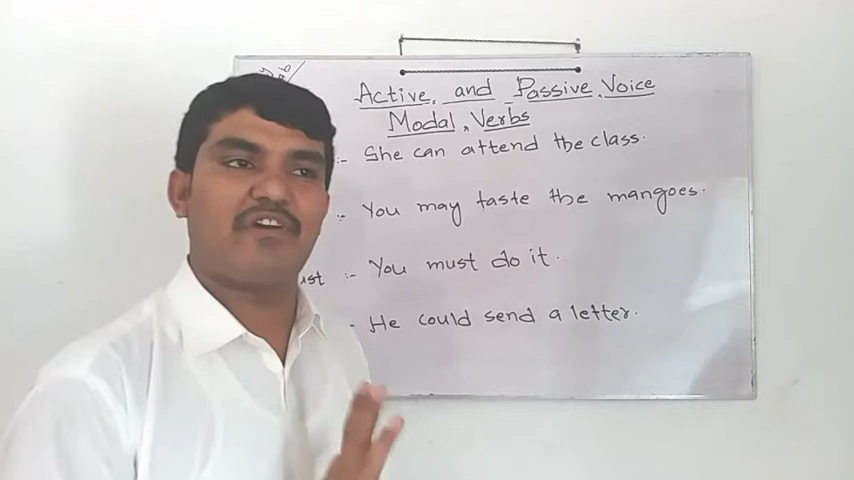 Active and Passive Voice
Modal Verbs
:- She can attend the class.
:- You may taste the mangoes.
ust :- You must do it.
- He could send a letter.